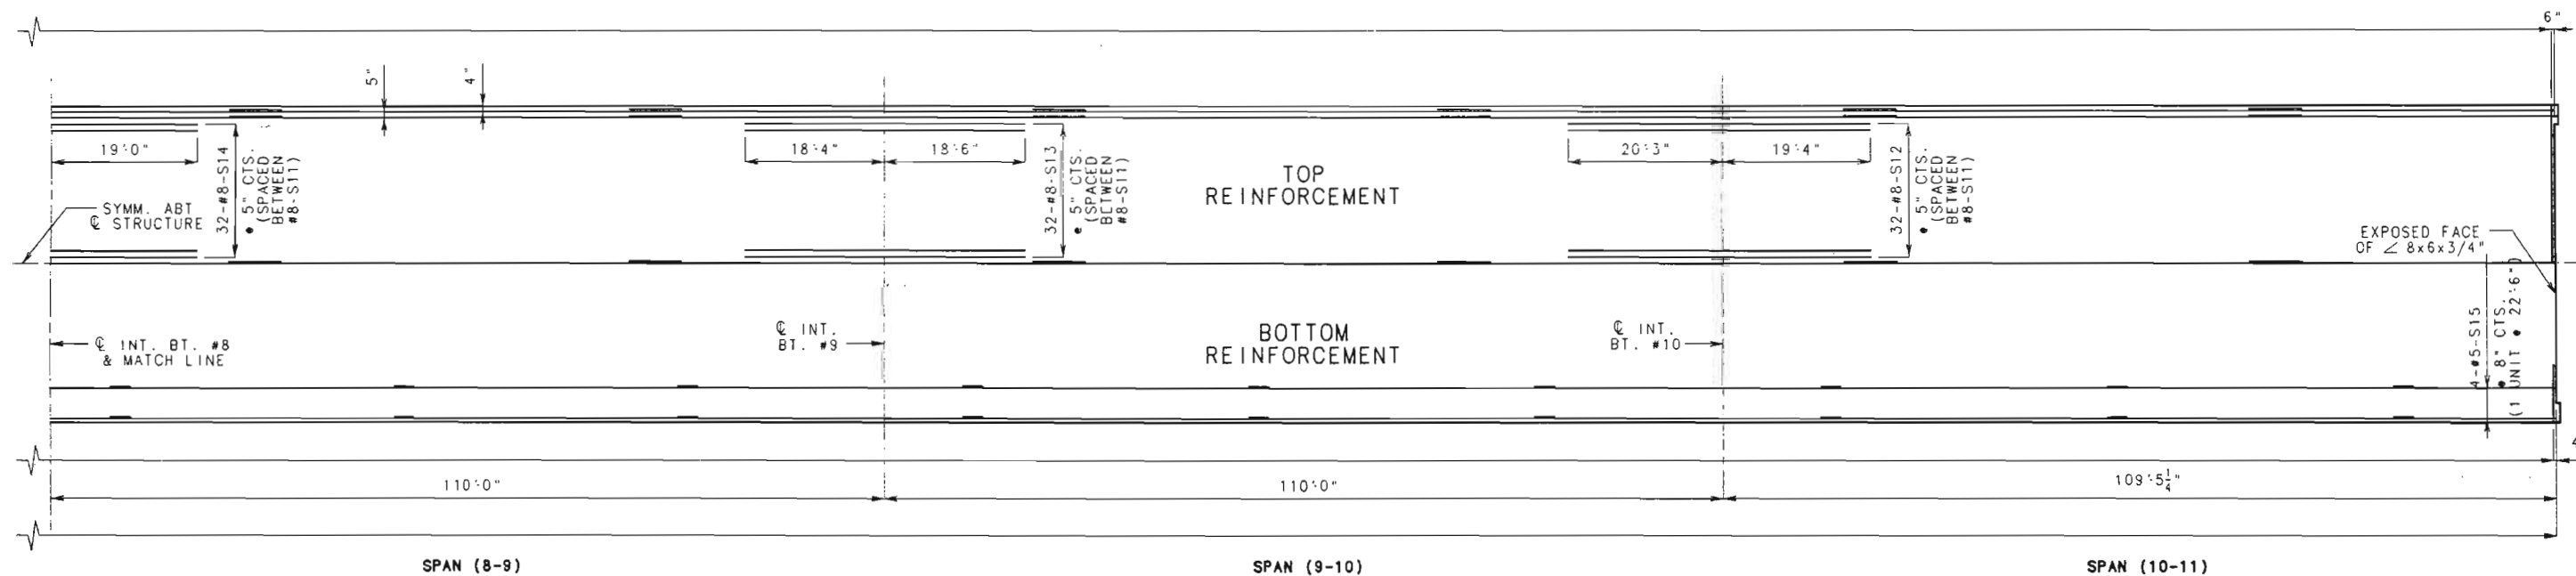 6"
5"
4"
19'-0"
32-#8-S14
@ 5" CTS.
(SPACED
BETWEEN
#8-S11)
18'-4"
18'-6"
32-#8-S13
@ 5" CTS.
(SPACED
BETWEEN
#8-S11)
TOP
REINFORCEMENT
20'-3"
19'-4"
32-#8-S12
@ 5" CTS.
(SPACED
BETWEEN
#8-S11)
SYMM. ABT
℄ STRUCTURE
EXPOSED FACE
OF ∠ 8x6x3/4"
℄ INT. BT. #8
& MATCH LINE
℄ INT.
BT. #9
BOTTOM
REINFORCEMENT
℄ INT.
BT. #10
4-#5-S15
@ 8" CTS.
(1 UNIT @ 22'-6")
4
110'-0"
110'-0"
109'-5 1/4"
SPAN (8-9)
SPAN (9-10)
SPAN (10-11)